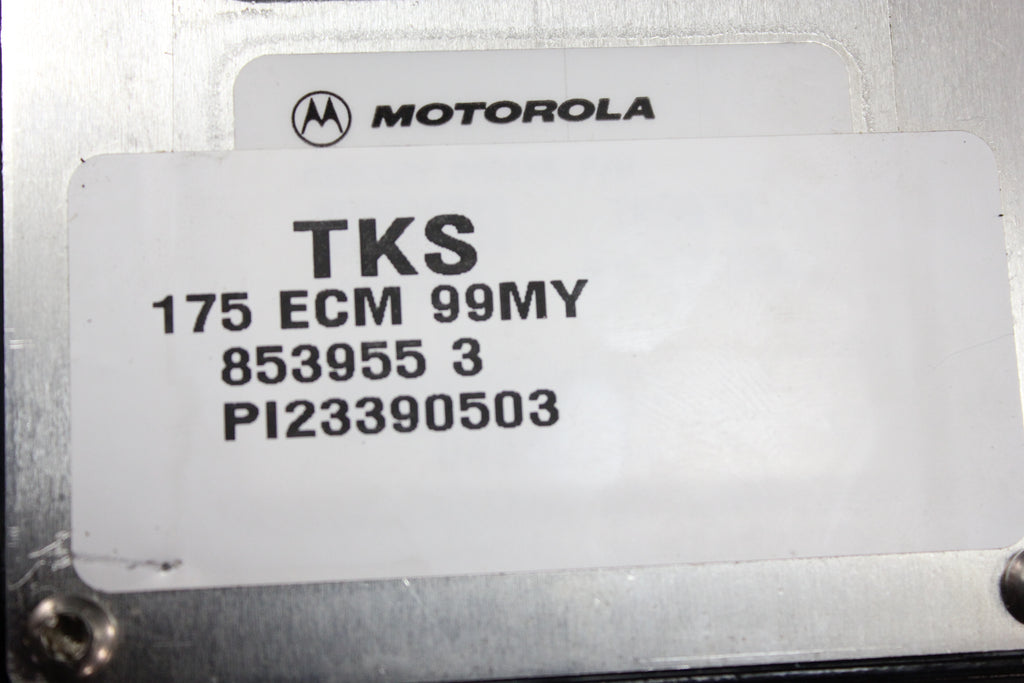 MOTOROLA
TKS
175 ECM 99MY
853955 3
PI23390503